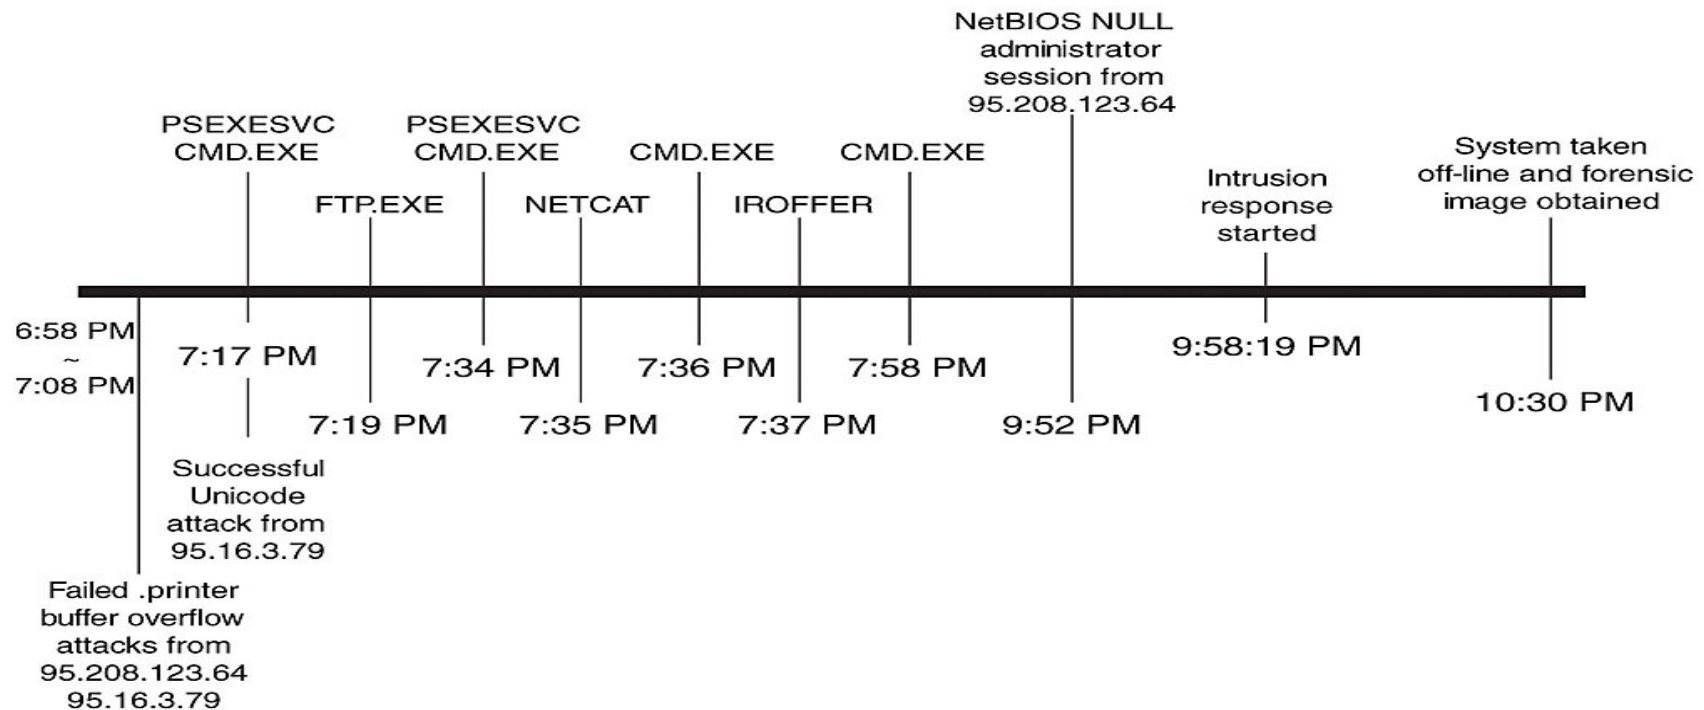 NetBIOS NULL
administrator
session from
95.208.123.64
PSEXESVC
CMD.EXE
PSEXESVC
CMD.EXE
CMD.EXE
CMD.EXE
System taken
off-line and forensic
image obtained
Intrusion
response
started
FTP.EXE
NETCAT
IROFFER
6:58 PM
~
7:08 PM
7:17 PM
7:34 PM
7:36 PM
7:58 PM
9:58:19 PM
7:19 PM
7:35 PM
7:37 PM
9:52 PM
10:30 PM
Successful
Unicode
attack from
95.16.3.79
Failed .printer
buffer overflow
attacks from
95.208.123.64
95.16.3.79